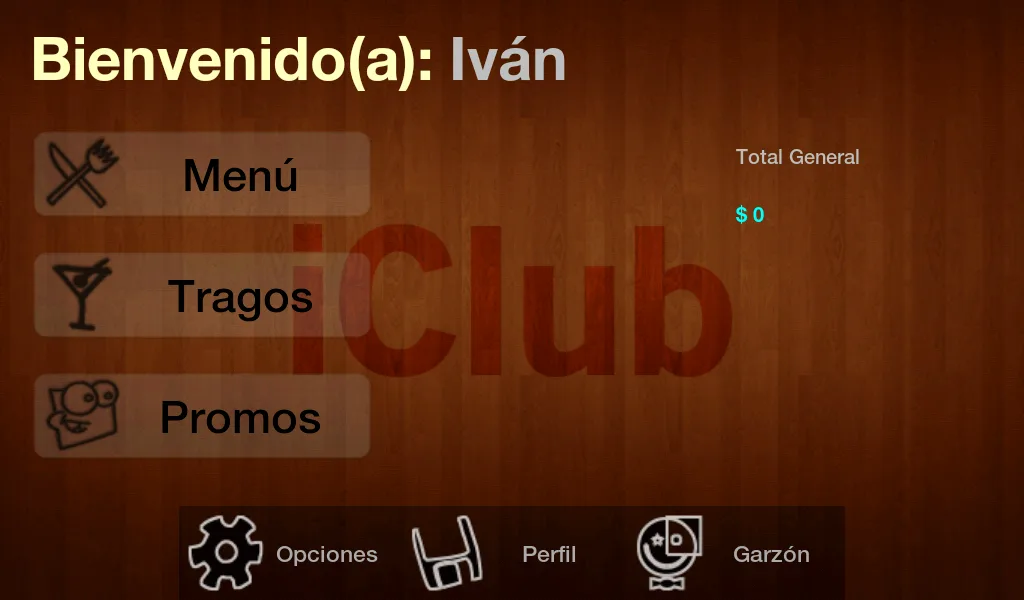 Bienvenido(a): Iván
Menú
Tragos
Promos
iClub
Total General
$ 0
Opciones
Perfil
Garzón